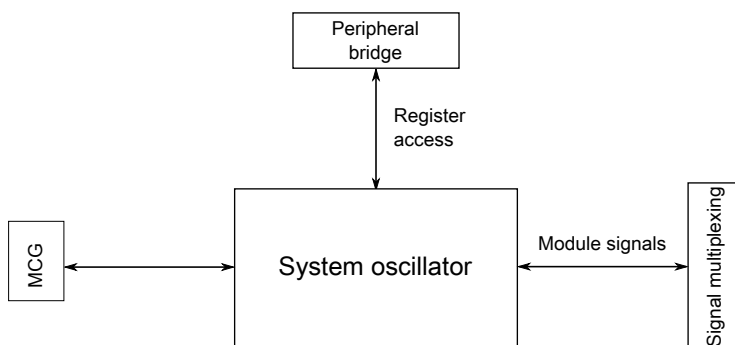 Peripheral
bridge
Register
access
MCG
System oscillator
Module signals
Signal multiplexing